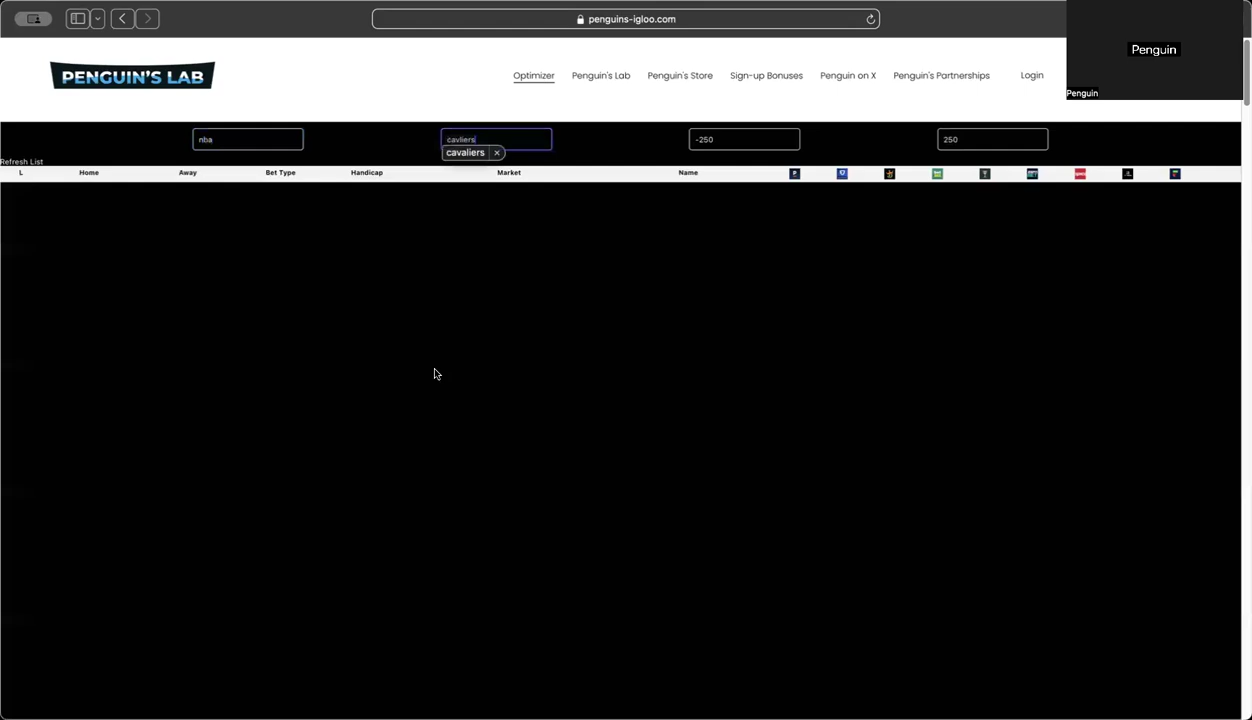 penguins-igloo.com
Penguin
Penguin
PENGUIN'S LAB
Optimizer Penguin's Lab Penguin's Store Sign-up Bonuses Penguin on X Penguin's Partnerships Login
nba cavliers -250 250
cavaliers ×
Refresh List
L Home Away Bet Type Handicap Market Name